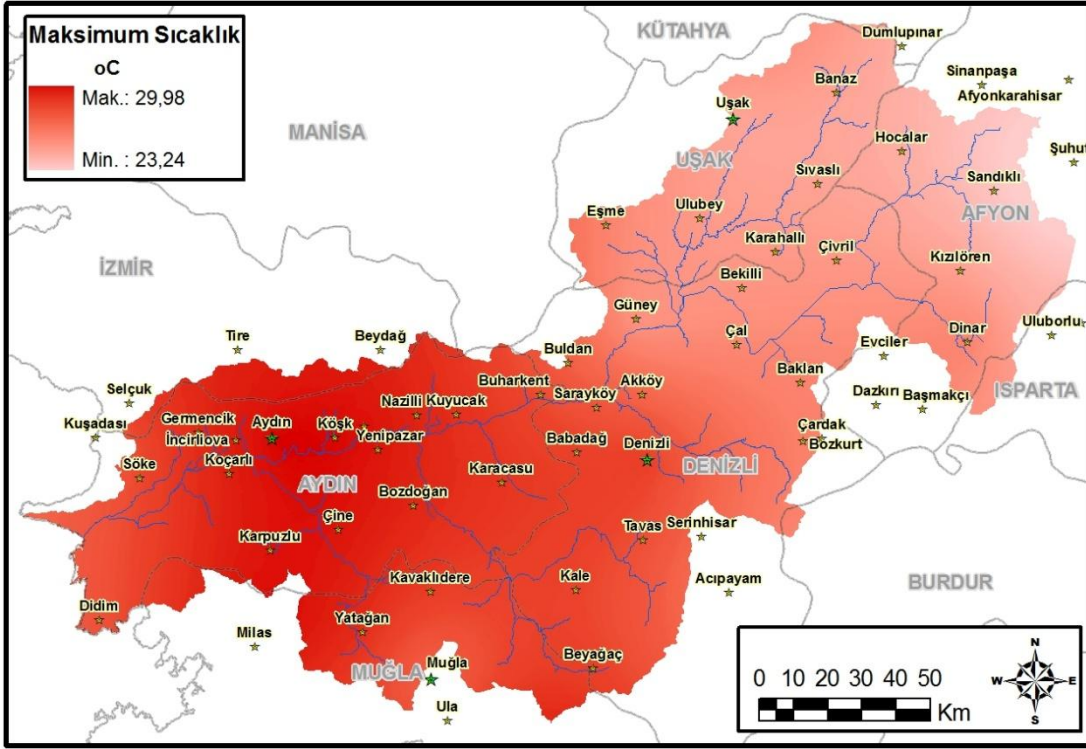 Maksimum Sıcaklık
oC
Mak.: 29,98
Min. : 23,24
KÜTAHYA
Dumlupınar
Sinanpaşa
Banaz
Afyonkarahisar
Uşak
MANİSA
Hocalar
Şuhut
UŞAK
Sıvaslı
Sandıklı
Eşme
Ulubey
AFYON
Karahallı
Çivril
Kızılören
İZMİR
Bekilli
Güney
Tire
Beydağ
Çal
Dinar
Uluborlu
Buldan
Evciler
Selçuk
Buharkent
Akköy
Baklan
Sarayköy
Dazkırı
Başmakçı
ISPARTA
Kuşadası
Germencik
Nazilli
Kuyucak
İncirliova
Aydın
Köşk
Yenipazar
Çardak
Bozkurt
Söke
Koçarlı
Babadağ
Denizli
DENİZLİ
Karacasu
AYDIN
Bozdoğan
Çine
Karpuzlu
Tavas
Serinhisar
Kavaklıdere
Kale
Acıpayam
BURDUR
Didim
Yatağan
Milas
MUĞLA
Muğla
Beyağaç
Ula
N
W
E
S
0 10 20 30 40 50
Km